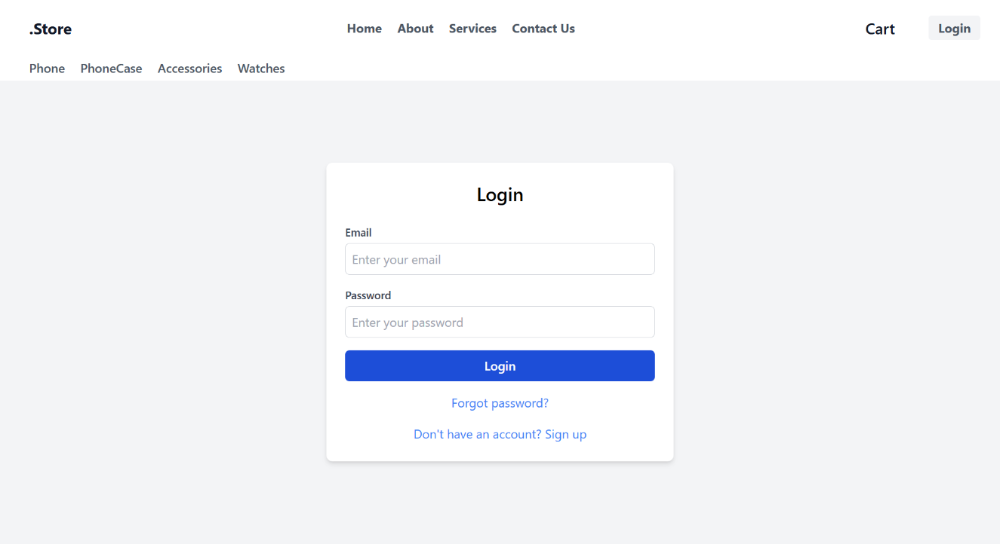 .Store
Home About Services Contact Us
Cart
Login
Phone PhoneCase Accessories Watches
Login
Email
Enter your email
Password
Enter your password
Login
Forgot password?
Don't have an account? Sign up